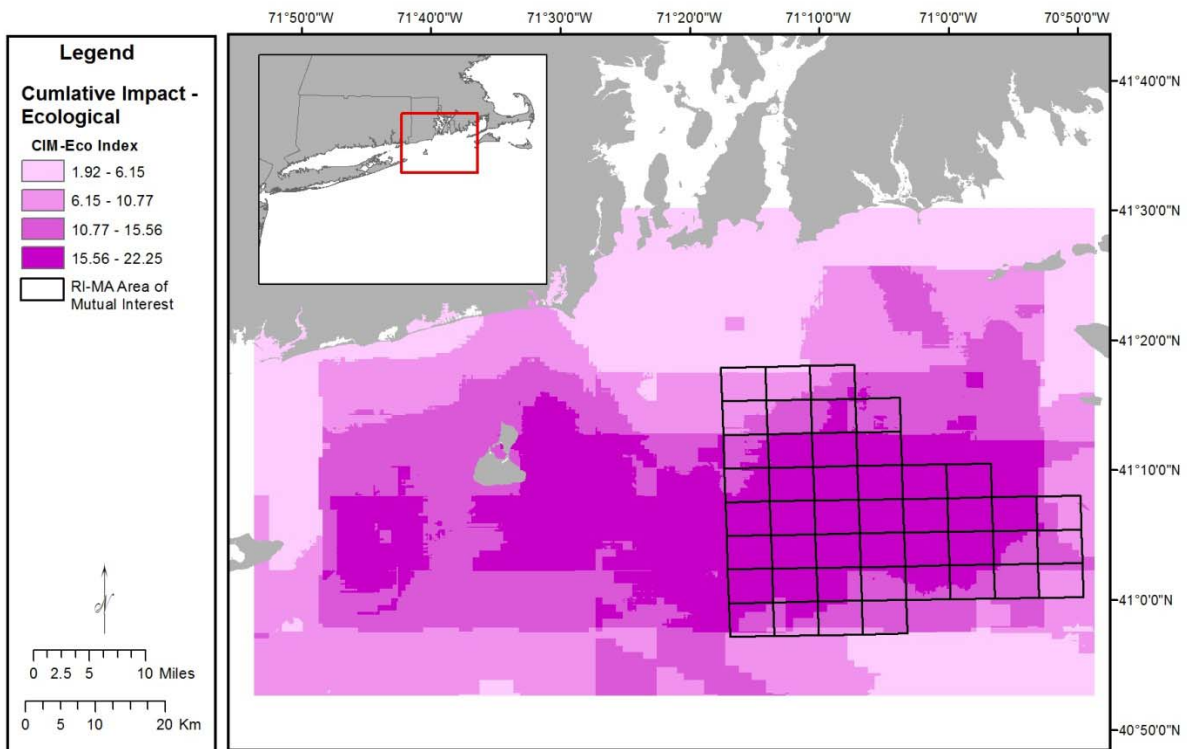 71°50'0"W 71°40'0"W 71°30'0"W 71°20'0"W 71°10'0"W 71°0'0"W 70°50'0"W
Legend
Cumlative Impact -
Ecological
CIM-Eco Index
1.92 - 6.15
6.15 - 10.77
10.77 - 15.56
15.56 - 22.25
RI-MA Area of
Mutual Interest
N
0 2.5 5 10 Miles
0 5 10 20 Km
41°40'0"N
41°30'0"N
41°20'0"N
41°10'0"N
41°0'0"N
40°50'0"N